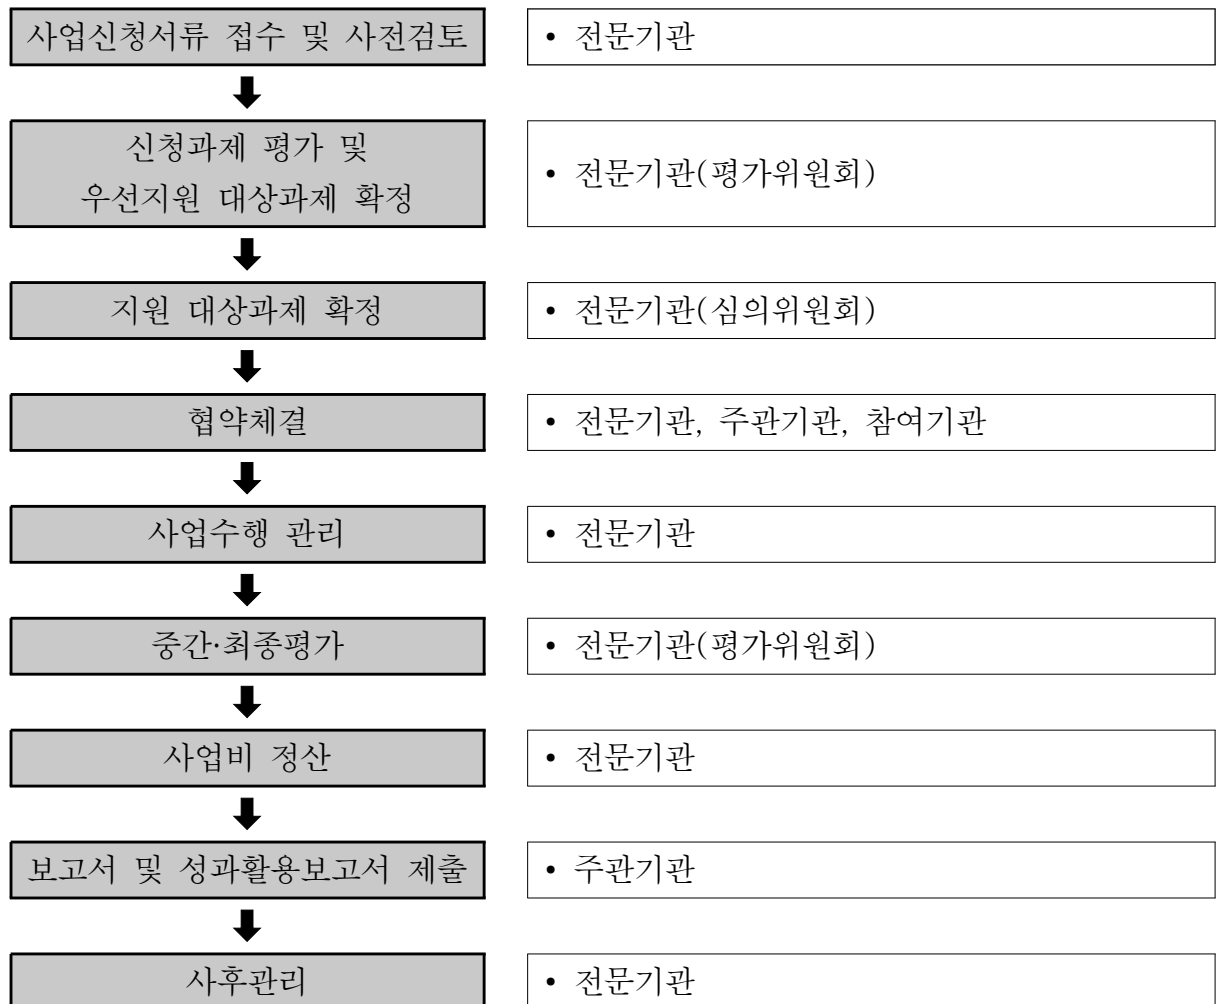 사업신청서류 접수 및 사전검토
• 전문기관
신청과제 평가 및
우선지원 대상과제 확정
• 전문기관(평가위원회)
지원 대상과제 확정
• 전문기관(심의위원회)
협약체결
• 전문기관, 주관기관, 참여기관
사업수행 관리
• 전문기관
중간·최종평가
• 전문기관(평가위원회)
사업비 정산
• 전문기관
보고서 및 성과활용보고서 제출
• 주관기관
사후관리
• 전문기관